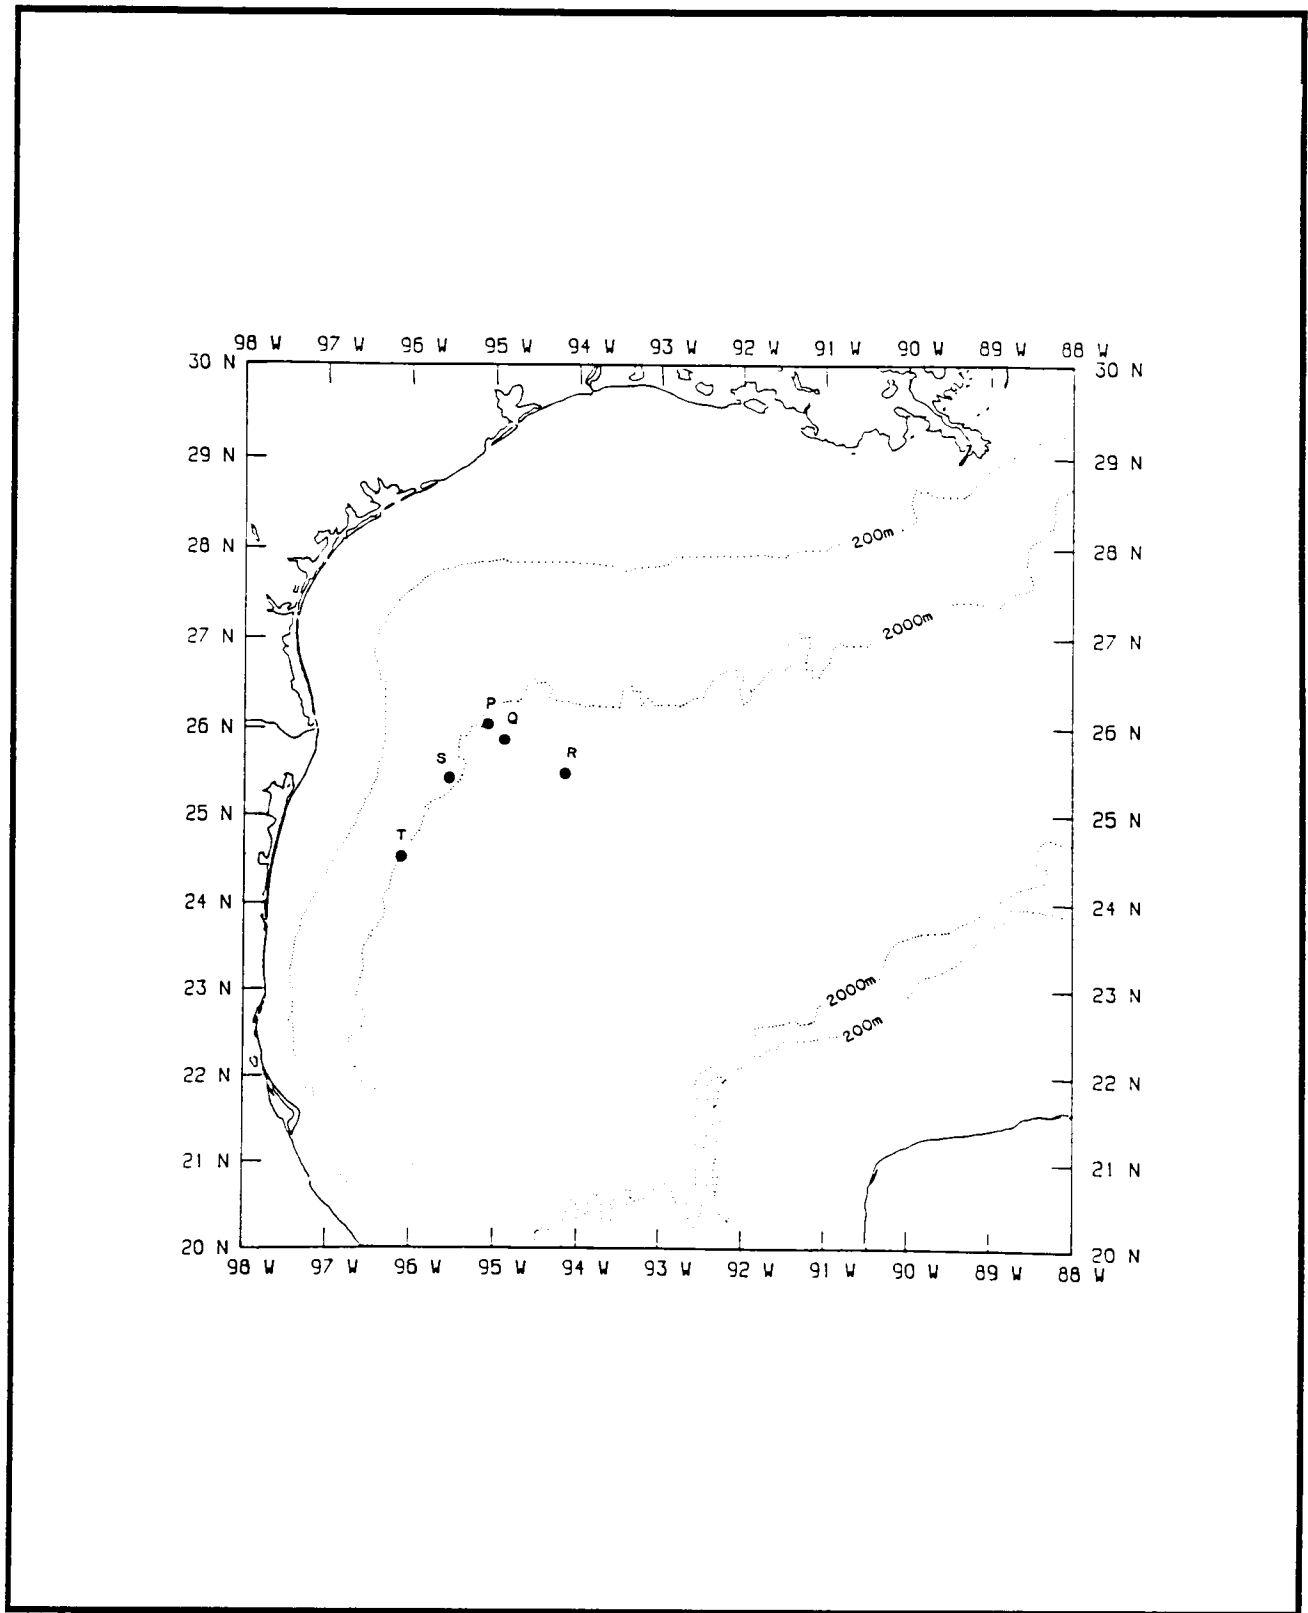 98 W 97 W 96 W 95 W 94 W 93 W 92 W 91 W 90 W 89 W 88 W
30 N 30 N
29 N 29 N
200m
28 N 28 N
2000m
27 N 27 N
P
Q
26 N 26 N
S R
25 N 25 N
T
24 N 24 N
2000m
23 N 23 N
200m
22 N 22 N
21 N 21 N
20 N 20 N
98 W 97 W 96 W 95 W 94 W 93 W 92 W 91 W 90 W 89 W 88 W